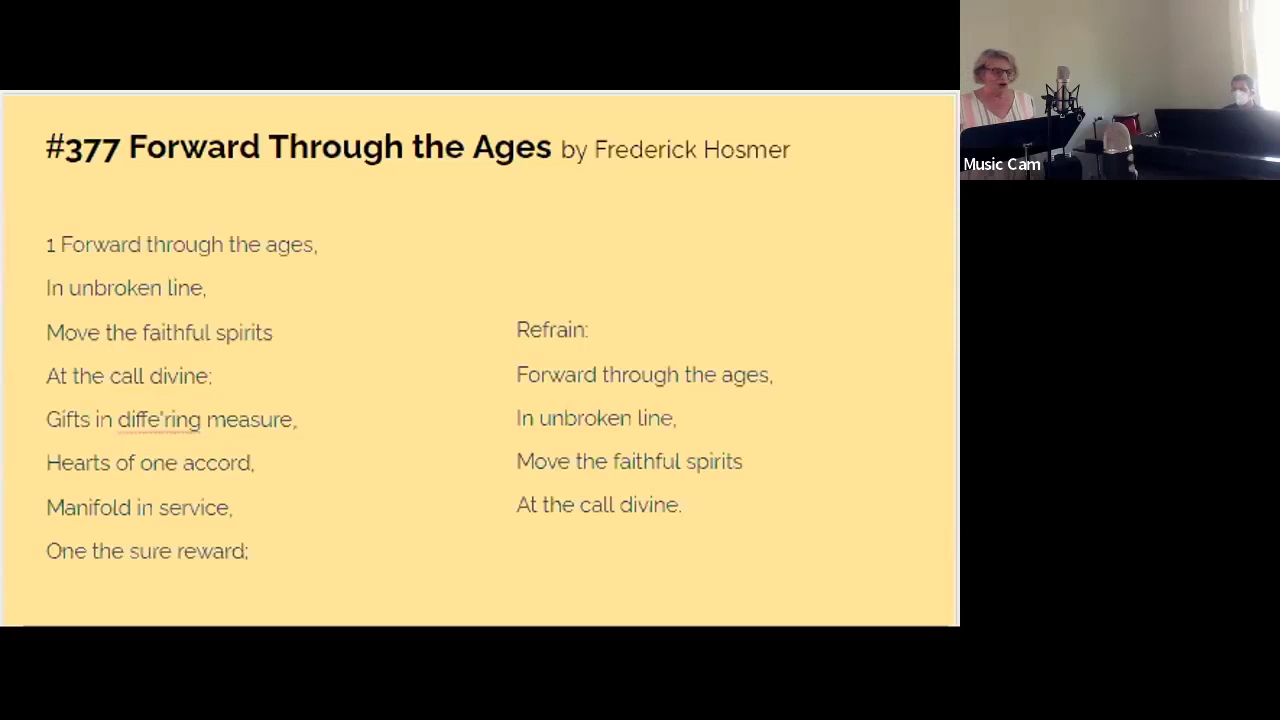 #377 Forward Through the Ages by Frederick Hosmer
1 Forward through the ages,
In unbroken line,
Move the faithful spirits
At the call divine;
Gifts in diffe'ring measure,
Hearts of one accord,
Manifold in service,
One the sure reward;
Refrain:
Forward through the ages,
In unbroken line,
Move the faithful spirits
At the call divine.
Music Cam